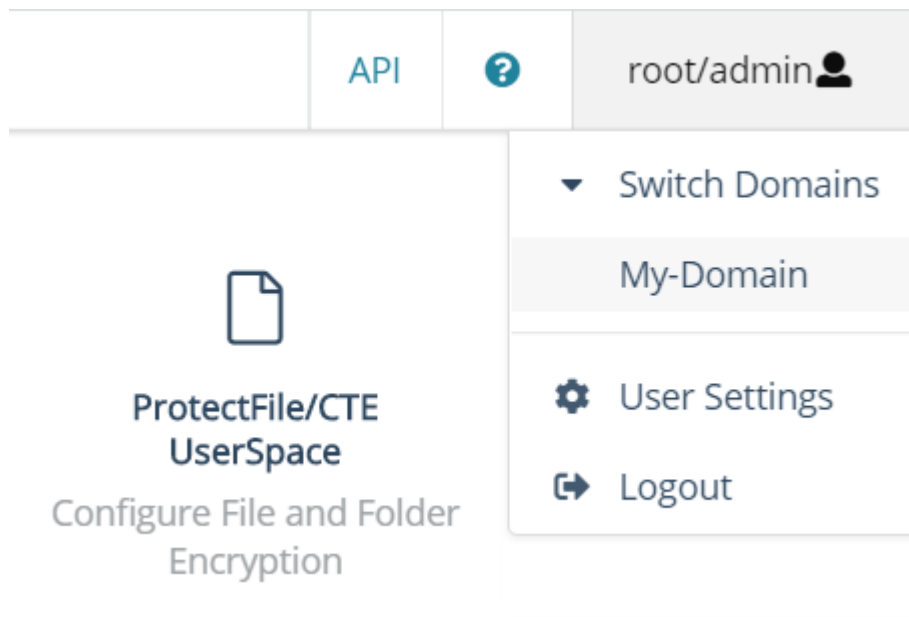 API
?
root/admin
Switch Domains
My-Domain
User Settings
Logout
ProtectFile/CTE
UserSpace
Configure File and Folder
Encryption